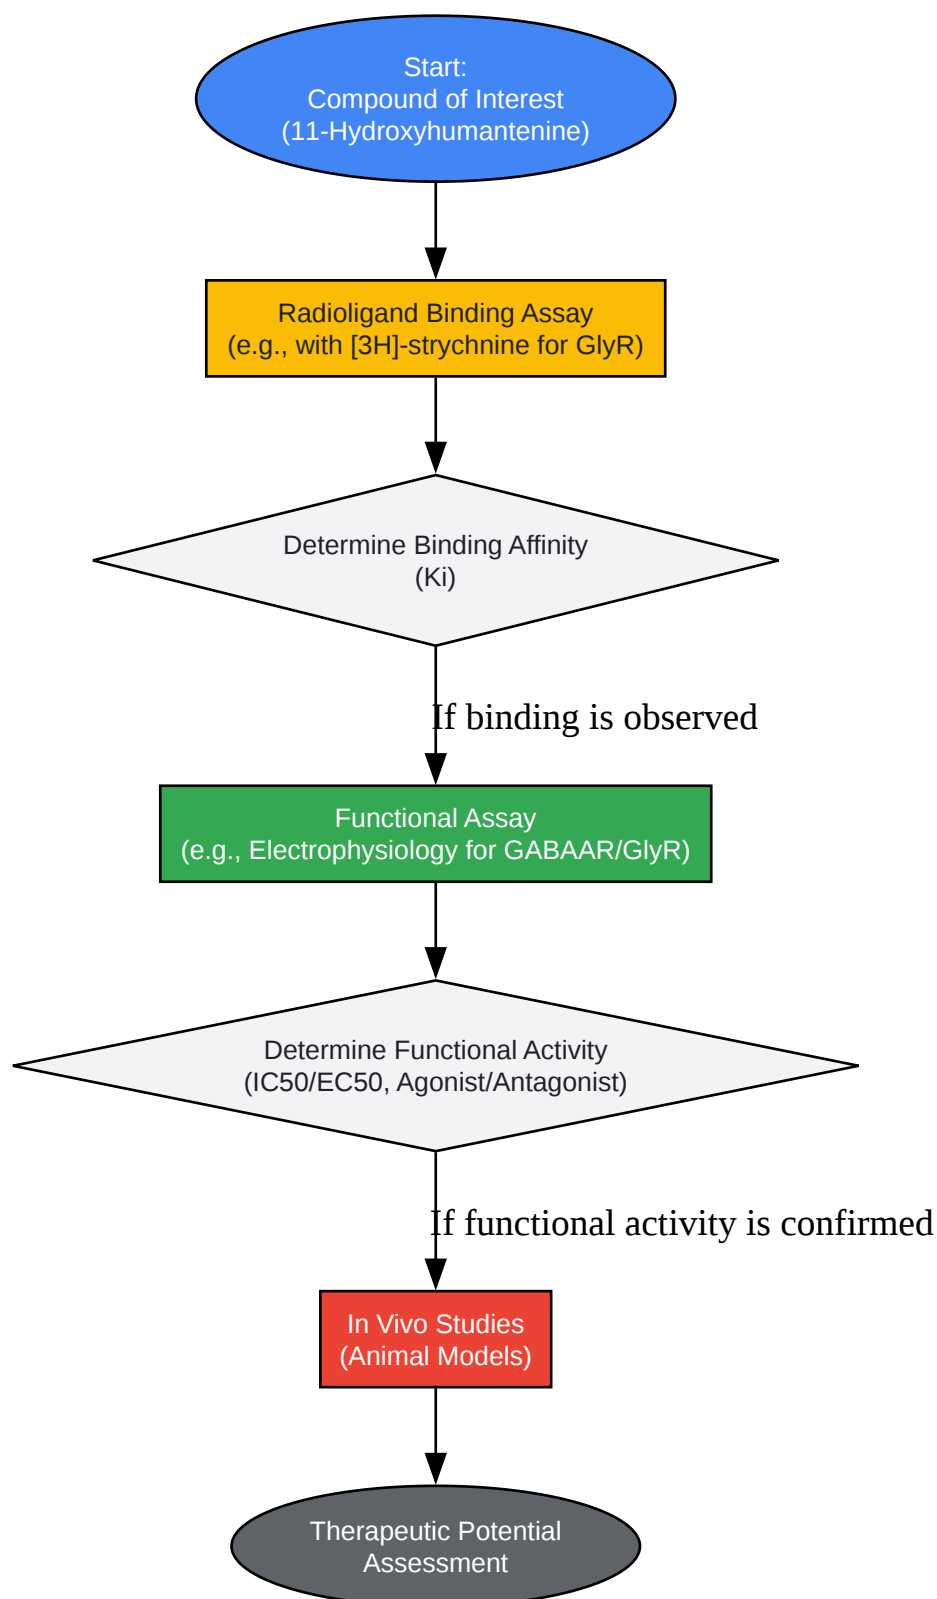 Start:
Compound of Interest
(11-Hydroxyhumantenine)
Radioligand Binding Assay
(e.g., with [3H]-strychnine for GlyR)
Determine Binding Affinity
(Ki)
If binding is observed
Functional Assay
(e.g., Electrophysiology for GABAAR/GlyR)
Determine Functional Activity
(IC50/EC50, Agonist/Antagonist)
If functional activity is confirmed
In Vivo Studies
(Animal Models)
Therapeutic Potential
Assessment